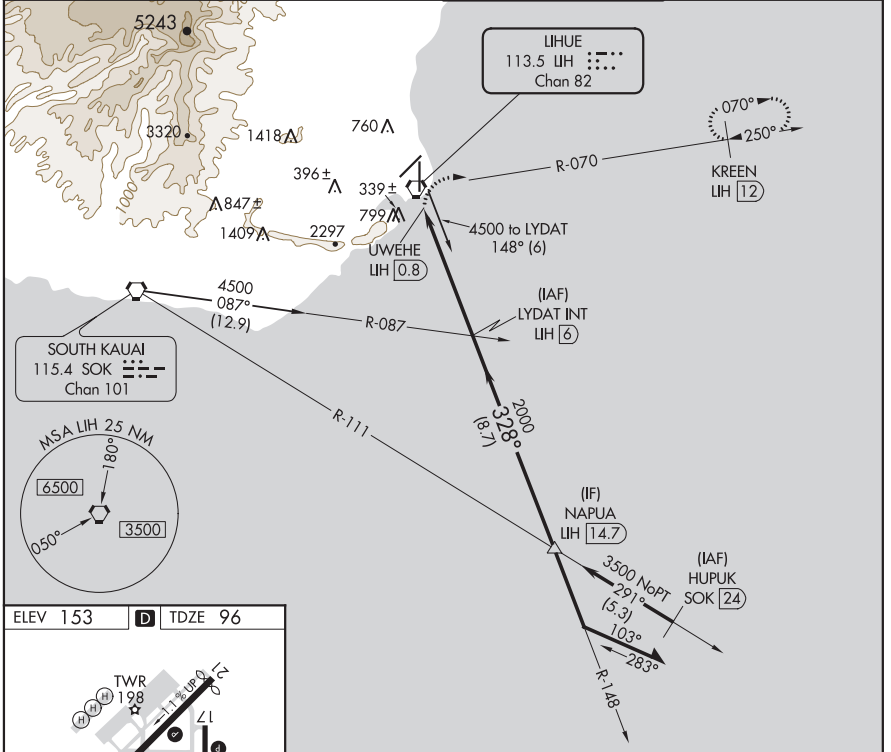 5243
3320
1418
760
396±
339±
847±
799
1409
2297
LIHUE
113.5 LIH
Chan 82
070°
250°
R-070
KREEN
LIH 12
4500 to LYDAT
148° (6)
UWEHE
LIH 0.8
4500
087°
(12.9)
R-087
(IAF)
LYDAT INT
LIH 6
SOUTH KAUAI
115.4 SOK
Chan 101
R-111
2000
328°
(8.7)
MSA LIH 25 NM
180°
6500
3500
050°
(IF)
NAPUA
LIH 14.7
3500 NoPT
291°
(5.3)
(IAF)
HUPUK
SOK 24
103°
283°
R-148
ELEV 153
D
TDZE 96
TWR
198
H H H
1.1% UP
21
17
P
P